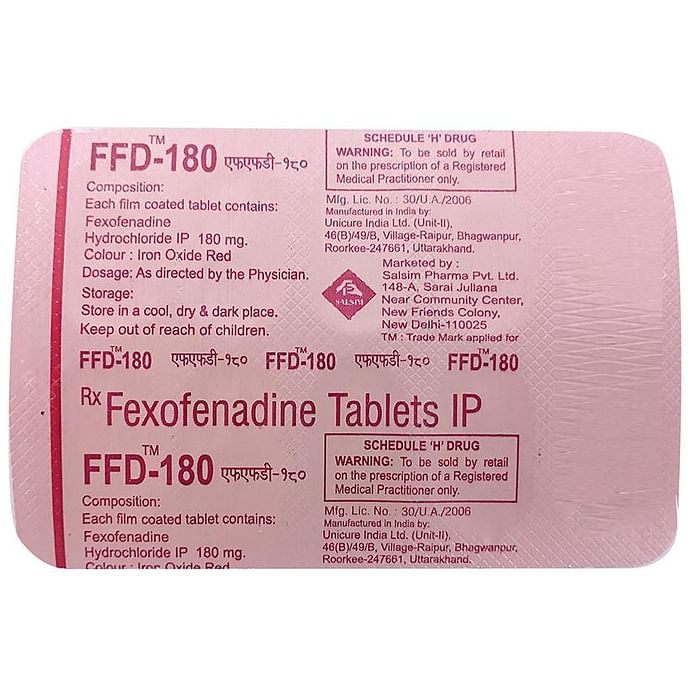 FFD™-180 एफएफडी-१८०
Composition:
Each film coated tablet contains:
Fexofenadine
Hydrochloride IP 180 mg.
Colour : Iron Oxide Red
Dosage: As directed by the Physician.
Storage:
Store in a cool, dry & dark place.
Keep out of reach of children.
SCHEDULE 'H' DRUG
WARNING: To be sold by retail
on the prescription of a Registered
Medical Practitioner only.
Mfg. Lic. No. : 30/U.A./2006
Manufactured in India by:
Unicure India Ltd. (Unit-II),
46(B)/49/B, Village-Raipur, Bhagwanpur,
Roorkee-247661, Uttarakhand.
SALSIM
Marketed by :
Salsim Pharma Pvt. Ltd.
148-A, Sarai Jullana
Near Community Center,
New Friends Colony,
New Delhi-110025
TM : Trade Mark applied for
FFD™-180 एफएफडी-१८० FFD™-180 एफएफडी-१८० FFD™-180
Rx Fexofenadine Tablets IP
FFD™-180 एफएफडी-१८०
Composition:
Each film coated tablet contains:
Fexofenadine
Hydrochloride IP 180 mg.
Colour : Iron Oxide Red
SCHEDULE 'H' DRUG
WARNING: To be sold by retail
on the prescription of a Registered
Medical Practitioner only.
Mfg. Lic. No. : 30/U.A./2006
Manufactured in India by:
Unicure India Ltd. (Unit-II),
46(B)/49/B, Village-Raipur, Bhagwanpur,
Roorkee-247661, Uttarakhand.